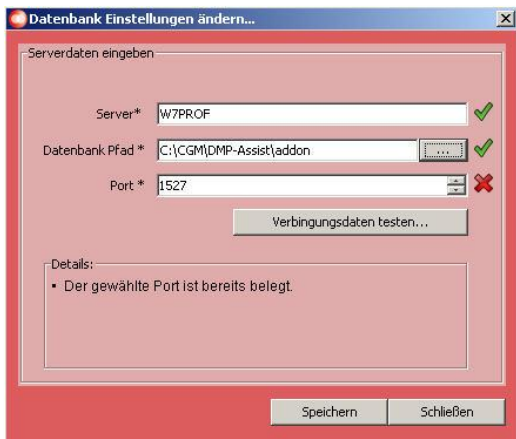 Datenbank Einstellungen ändern...
Serverdaten eingeben
Server* W7PROF
Datenbank Pfad * C:\CGM\DMP-Assist\addon ...
Port * 1527
Verbingungsdaten testen...
Details:
• Der gewählte Port ist bereits belegt.
Speichern Schließen